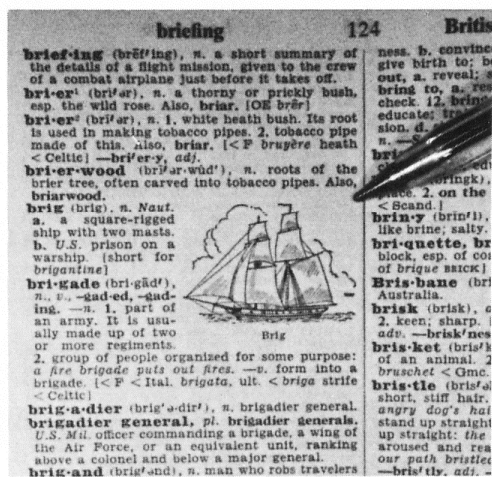 briefing 124 Britis
brief·ing (brēf′ing), n. a short summary of
the details of a flight mission, given to the crew
of a combat airplane just before it takes off.
bri·er¹ (brī′ər), n. a thorny or prickly bush,
esp. the wild rose. Also, briar. [OE brēr]
bri·er² (brī′ər), n. 1. white heath bush. Its root
is used in making tobacco pipes. 2. tobacco pipe
made of this. Also, briar. [< F bruyère heath
< Celtic] —bri′er·y, adj.
bri·er·wood (brī′ər·wu̇d′), n. roots of the
brier tree, often carved into tobacco pipes. Also,
briarwood.
brig (brig), n. Naut.
a. a square-rigged
ship with two masts.
b. U.S. prison on a
warship. [short for
brigantine]
bri·gade (bri·gād′),
n., v., –gad·ed, –gad-
ing. —n. 1. part of
an army. It is usu-
ally made up of two
or more regiments.
Brig
2. group of people organized for some purpose:
a fire brigade puts out fires. —v. form into a
brigade. [< F < Ital. brigata, ult. < briga strife
< Celtic]
brig·a·dier (brig′ə·dir′), n. brigadier general.
brigadier general, pl. brigadier generals.
U.S. Mil. officer commanding a brigade, a wing of
the Air Force, or an equivalent unit, ranking
above a colonel and below a major general.
brig·and (brig′ənd), n. man who robs travelers
ness. b. convinc
give birth to; b
out, a. reveal; s
bring to, a. res
check. 12. bring
educate;
sion. d.
n.
place. 2. on the
< Scand.]
brin·y (brīn′i),
like brine; salty.
bri·quette, br
block, esp. of co
of brique BRICK]
Bris·bane (
Australia.
brisk (brisk), a
2. keen; sharp.
adv. —brisk′nes
bris·ket (bris′k
of an animal. 2
bruschet < Gmc.
bris·tle (bris′
short, stiff hair.
angry dog's hai
stand up straight
up straight: the
aroused and rea
our path bristled
—bris′tly, adj. —